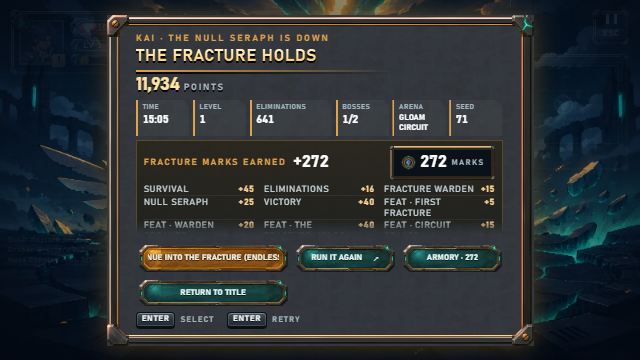 KAI · THE NULL SERAPH IS DOWN
THE FRACTURE HOLDS
11,934 POINTS
TIME LEVEL ELIMINATIONS BOSSES ARENA SEED
15:05 1 641 1/2 GLOAM CIRCUIT 71
FRACTURE MARKS EARNED +272 272 MARKS
SURVIVAL +45 ELIMINATIONS +16 FRACTURE WARDEN +15
NULL SERAPH +25 VICTORY +40 FEAT · FIRST FRACTURE +5
FEAT · WARDEN +20 FEAT · THE +40 FEAT · CIRCUIT +15
NUE INTO THE FRACTURE (ENDLESS RUN IT AGAIN ARMORY · 272
RETURN TO TITLE
ENTER SELECT ENTER RETRY
ESC